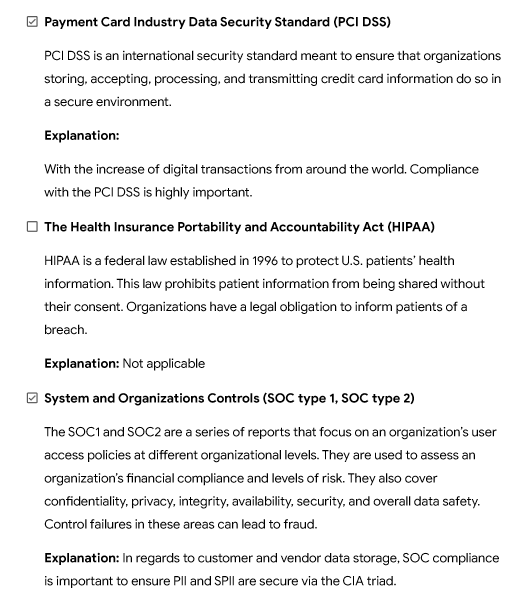 Payment Card Industry Data Security Standard (PCI DSS)
PCI DSS is an international security standard meant to ensure that organizations
storing, accepting, processing, and transmitting credit card information do so in
a secure environment.
Explanation:
With the increase of digital transactions from around the world. Compliance
with the PCI DSS is highly important.
The Health Insurance Portability and Accountability Act (HIPAA)
HIPAA is a federal law established in 1996 to protect U.S. patients' health
information. This law prohibits patient information from being shared without
their consent. Organizations have a legal obligation to inform patients of a
breach.
Explanation: Not applicable
System and Organizations Controls (SOC type 1, SOC type 2)
The SOC1 and SOC2 are a series of reports that focus on an organization's user
access policies at different organizational levels. They are used to assess an
organization's financial compliance and levels of risk. They also cover
confidentiality, privacy, integrity, availability, security, and overall data safety.
Control failures in these areas can lead to fraud.
Explanation: In regards to customer and vendor data storage, SOC compliance
is important to ensure PII and SPII are secure via the CIA triad.